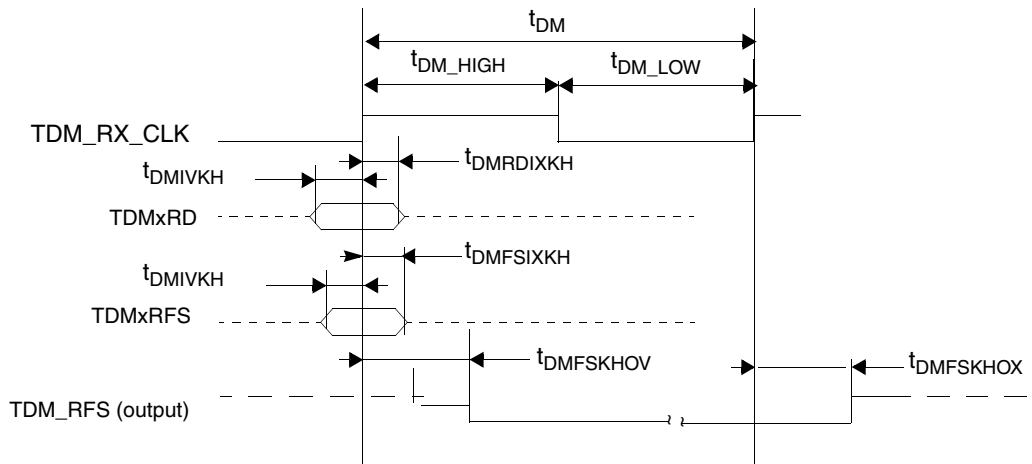 tDM
tDM_HIGH
tDM_LOW
TDM_RX_CLK
tDMIVKH
tDMRDIXKH
TDMxRD
tDMIVKH
tDMFSIXKH
TDMxRFS
tDMFSKHOV
tDMFSKHOX
TDM_RFS (output)